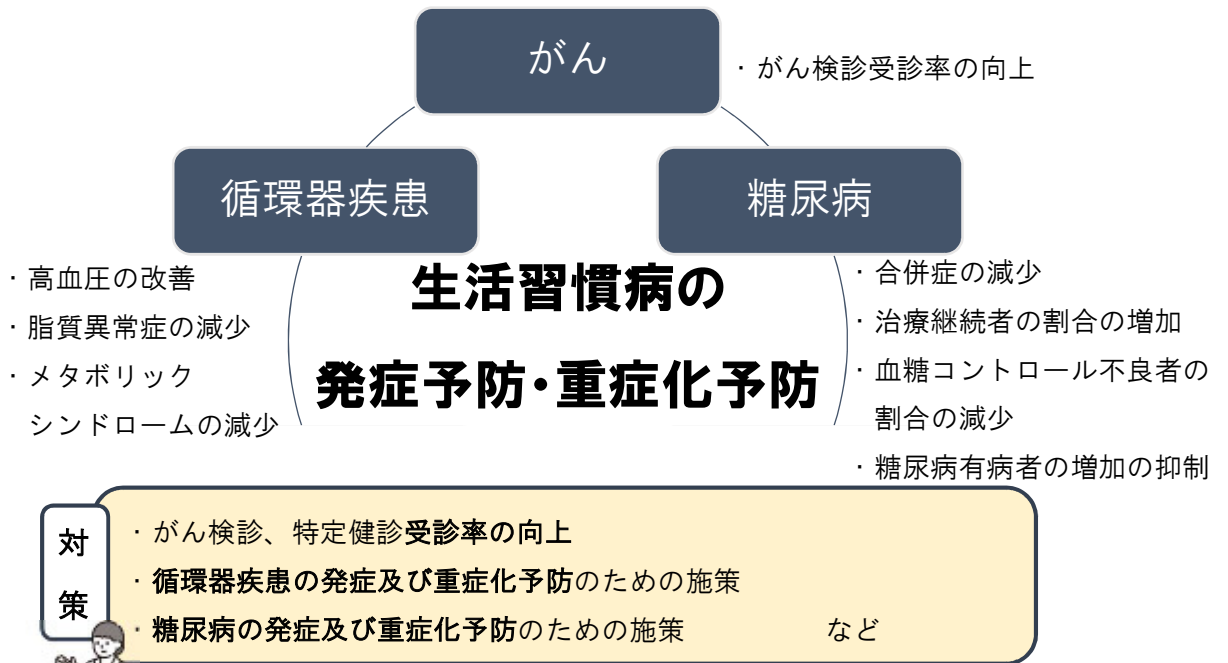 がん
・がん検診受診率の向上
循環器疾患
糖尿病
・高血圧の改善
・脂質異常症の減少
・メタボリック
シンドロームの減少
生活習慣病の
発症予防・重症化予防
・合併症の減少
・治療継続者の割合の増加
・血糖コントロール不良者の
割合の減少
・糖尿病有病者の増加の抑制
対策
・がん検診、特定健診受診率の向上
・循環器疾患の発症及び重症化予防のための施策
・糖尿病の発症及び重症化予防のための施策 など